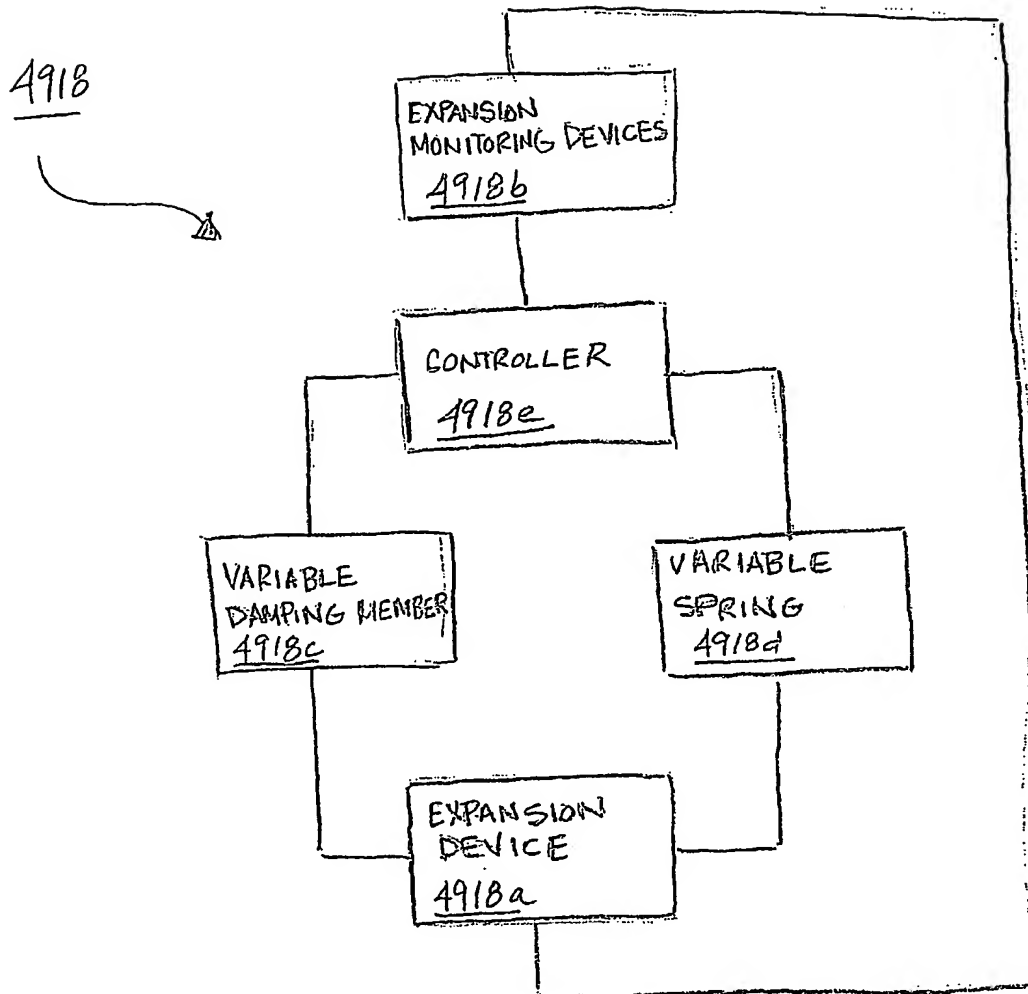 4918
EXPANSION
MONITORING DEVICES
4918b
CONTROLLER
4918e
VARIABLE
DAMPING MEMBER
4918c
VARIABLE
SPRING
4918d
EXPANSION
DEVICE
4918a